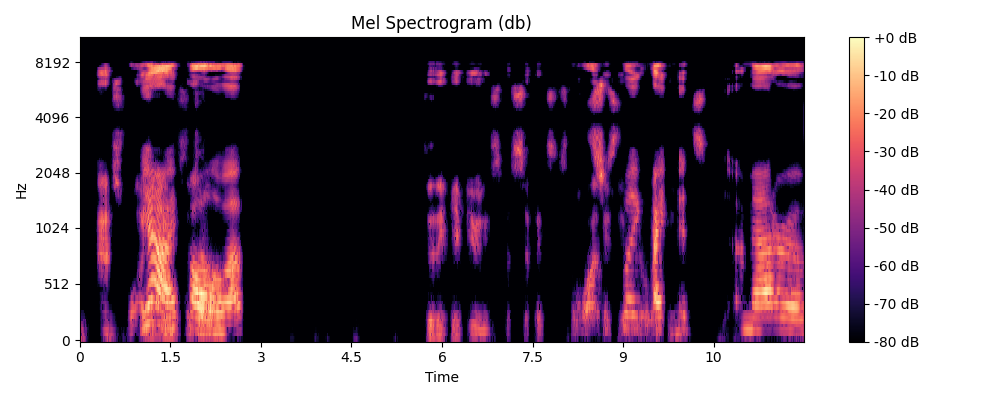 Mel Spectrogram (db)
8192
4096
2048
1024
512
0
Hz
0 1.5 3 4.5 6 7.5 9 10
Time
+0 dB
-10 dB
-20 dB
-30 dB
-40 dB
-50 dB
-60 dB
-70 dB
-80 dB